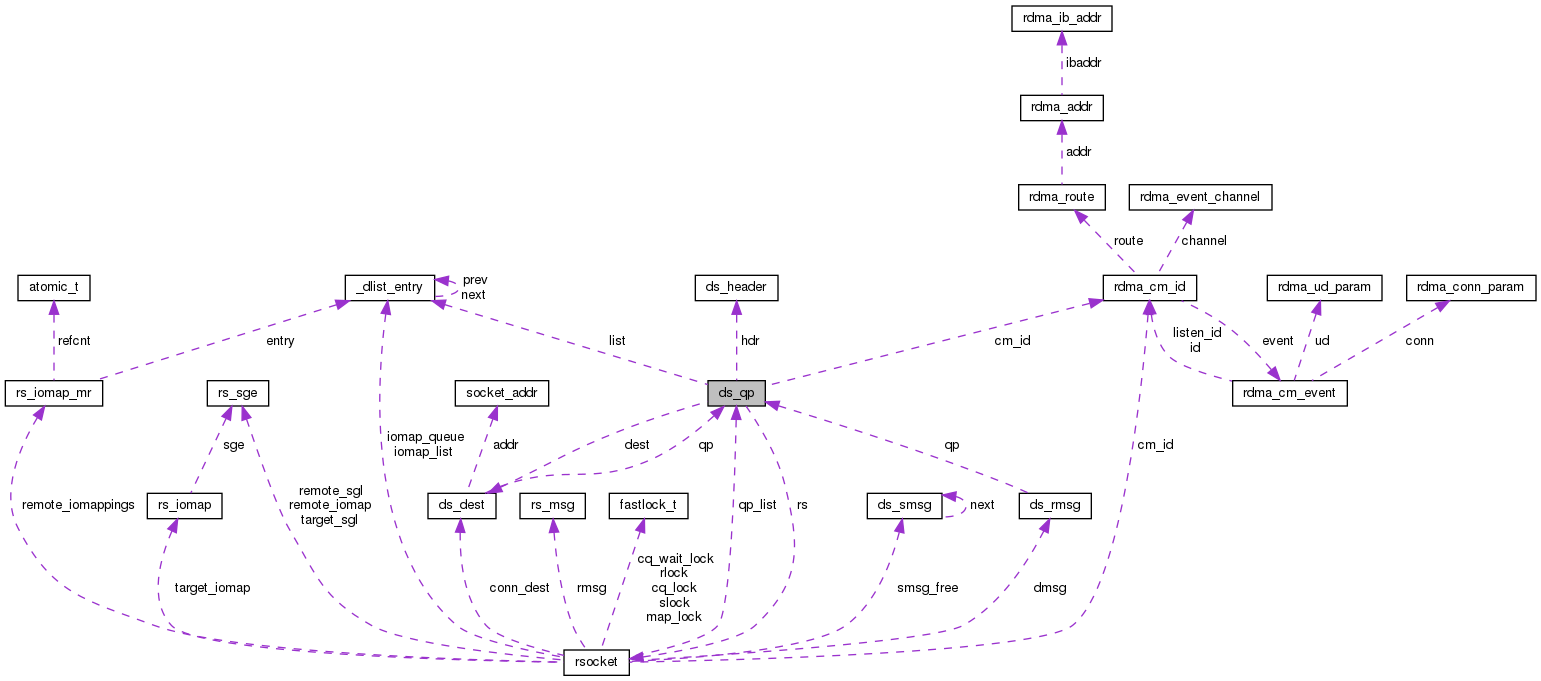 rdma_ib_addr
ibaddr
rdma_addr
addr
rdma_route
rdma_event_channel
route
channel
atomic_t
_dlist_entry
prev
next
ds_header
rdma_cm_id
rdma_ud_param
rdma_conn_param
refcnt
entry
list
hdr
cm_id
listen_id
id
event
ud
conn
rs_iomap_mr
rs_sge
socket_addr
ds_qp
rdma_cm_event
sge
iomap_queue
iomap_list
addr
dest
qp
qp
cm_id
remote_iomappings
rs_iomap
remote_sgl
remote_iomap
target_sgl
ds_dest
rs_msg
fastlock_t
qp_list
rs
ds_smsg
next
ds_rmsg
target_iomap
conn_dest
rmsg
cq_wait_lock
rlock
cq_lock
slock
map_lock
smsg_free
dmsg
rsocket